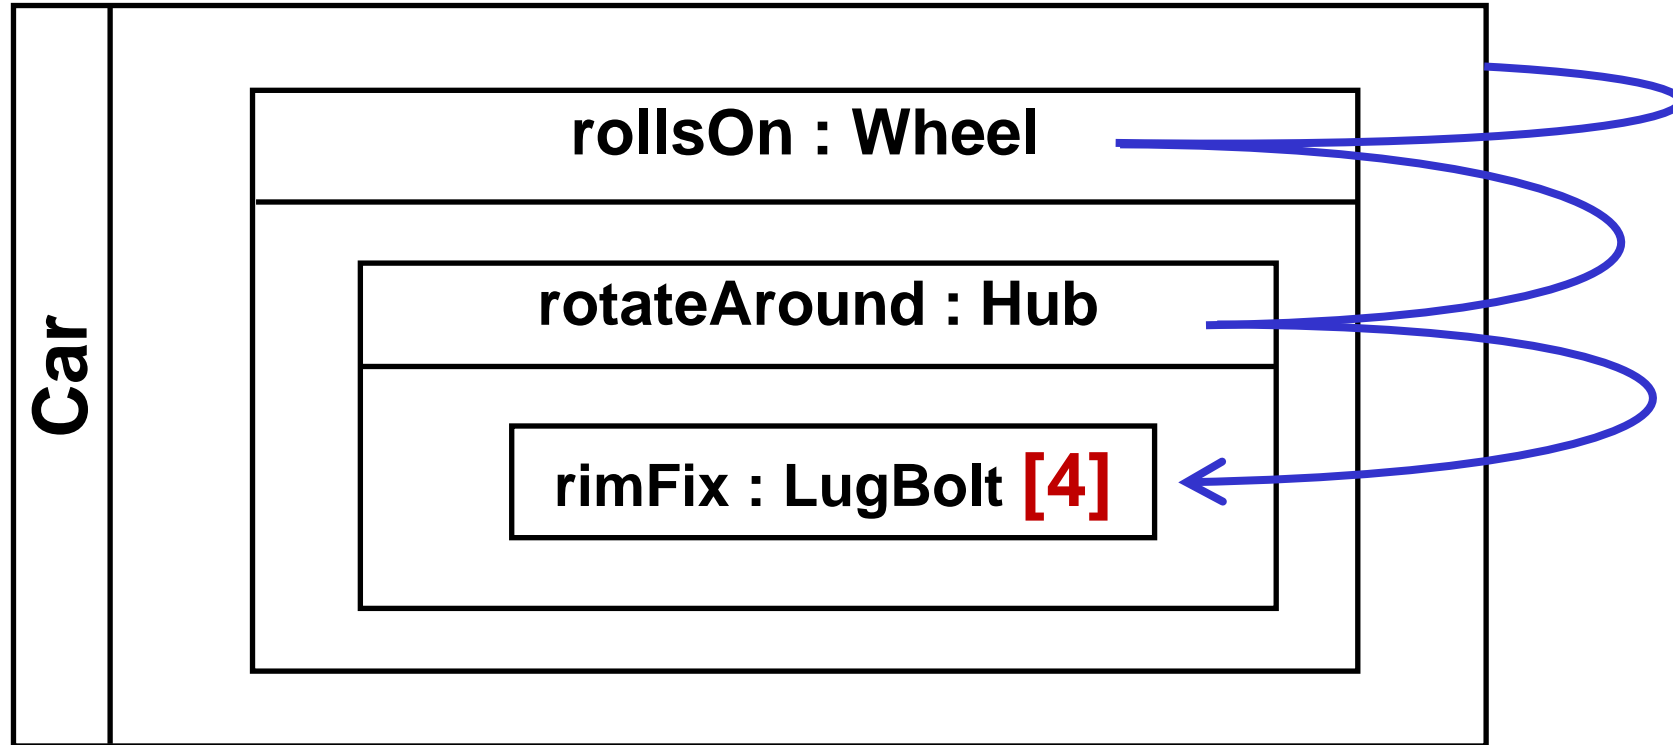 Car
rollsOn : Wheel
rotateAround : Hub
rimFix : LugBolt [4]